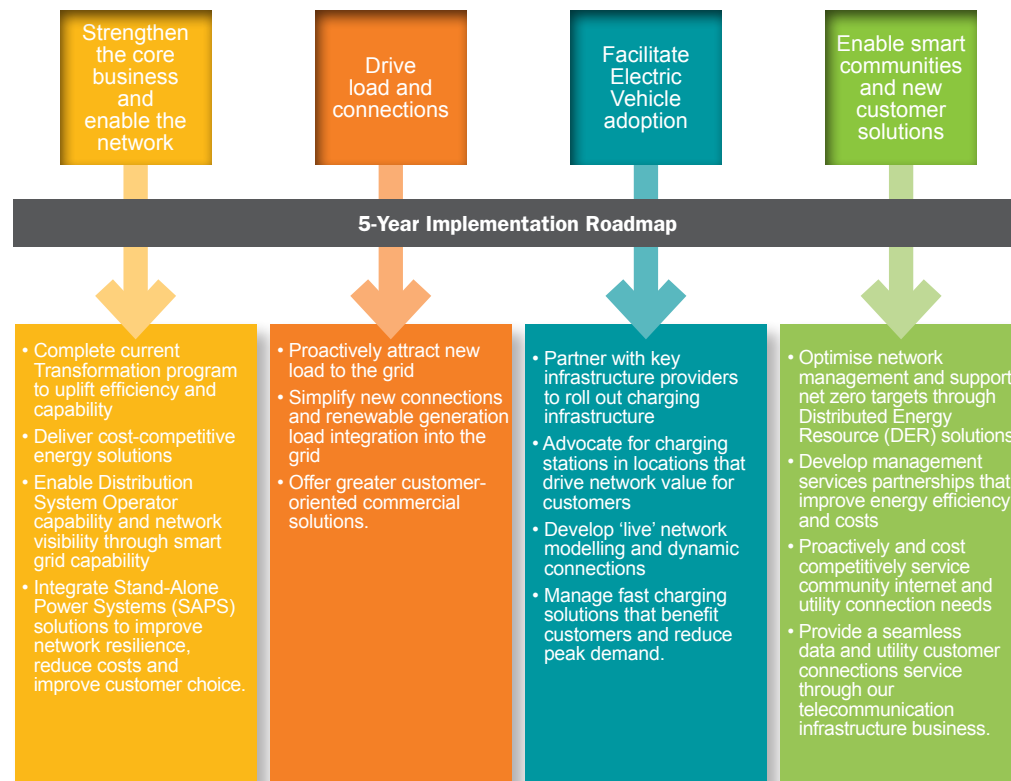 Strengthen
the core
business
and
enable the
network
Drive
load and
connections
Facilitate
Electric
Vehicle
adoption
Enable smart
communities
and new
customer
solutions
5-Year Implementation Roadmap
• Complete current
Transformation program
to uplift efficiency and
capability
• Deliver cost-competitive
energy solutions
• Enable Distribution
System Operator
capability and network
visibility through smart
grid capability
• Integrate Stand-Alone
Power Systems (SAPS)
solutions to improve
network resilience,
reduce costs and
improve customer choice.
• Proactively attract new
load to the grid
• Simplify new connections
and renewable generation
load integration into the
grid
• Offer greater customer-
oriented commercial
solutions.
• Partner with key
infrastructure providers
to roll out charging
infrastructure
• Advocate for charging
stations in locations that
drive network value for
customers
• Develop ‘live’ network
modelling and dynamic
connections
• Manage fast charging
solutions that benefit
customers and reduce
peak demand.
• Optimise network
management and support
net zero targets through
Distributed Energy
Resource (DER) solutions
• Develop management
services partnerships that
improve energy efficiency
and costs
• Proactively and cost
competitively service
community internet and
utility connection needs
• Provide a seamless
data and utility customer
connections service
through our
telecommunication
infrastructure business.